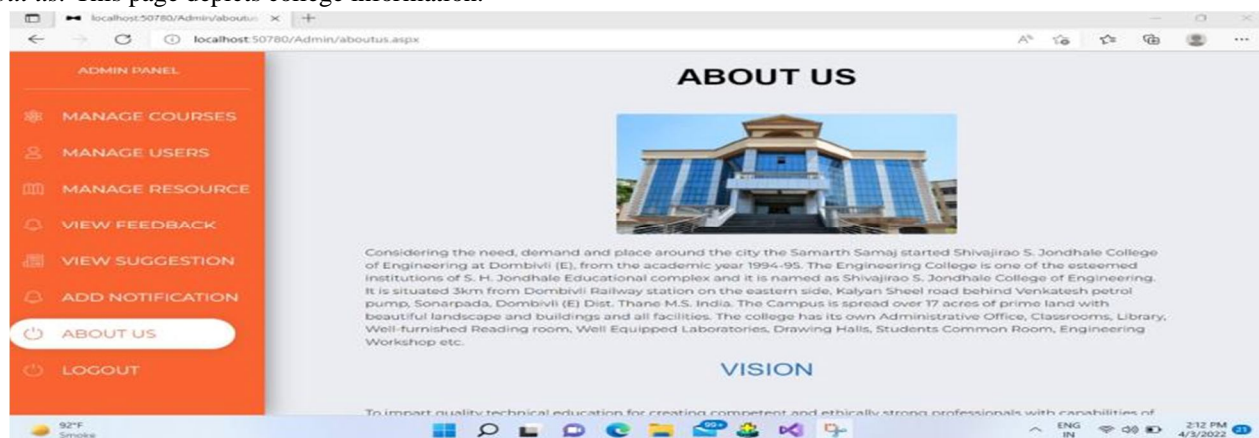 us. This page depicts college information.
localhost:50780/Admin/aboutus
localhost:50780/Admin/aboutus.aspx
ADMIN PANEL
MANAGE COURSES
MANAGE USERS
MANAGE RESOURCE
VIEW FEEDBACK
VIEW SUGGESTION
ADD NOTIFICATION
ABOUT US
LOGOUT
ABOUT US
Considering the need, demand and place around the city the Samarth Samaj started Shivajirao S. Jondhale College
of Engineering at Dombivli (E), from the academic year 1994-95. The Engineering College is one of the esteemed
institutions of S. H. Jondhale Educational complex and it is named as Shivajirao S. Jondhale College of Engineering.
It is situated 3km from Dombivli Railway station on the eastern side, Kalyan Sheel road behind Venkatesh petrol
pump, Sonarpada, Dombivli (E) Dist. Thane M.S. India. The Campus is spread over 17 acres of prime land with
beautiful landscape and buildings and all facilities. The college has its own Administrative Office, Classrooms, Library,
Well-furnished Reading room, Well Equipped Laboratories, Drawing Halls, Students Common Room, Engineering
Workshop etc.
VISION
To impart quality technical education for creating competent and ethically strong professionals with capabilities of
92°F
Smoke
99+
ENG
IN
2:12 PM
4/3/2022
21